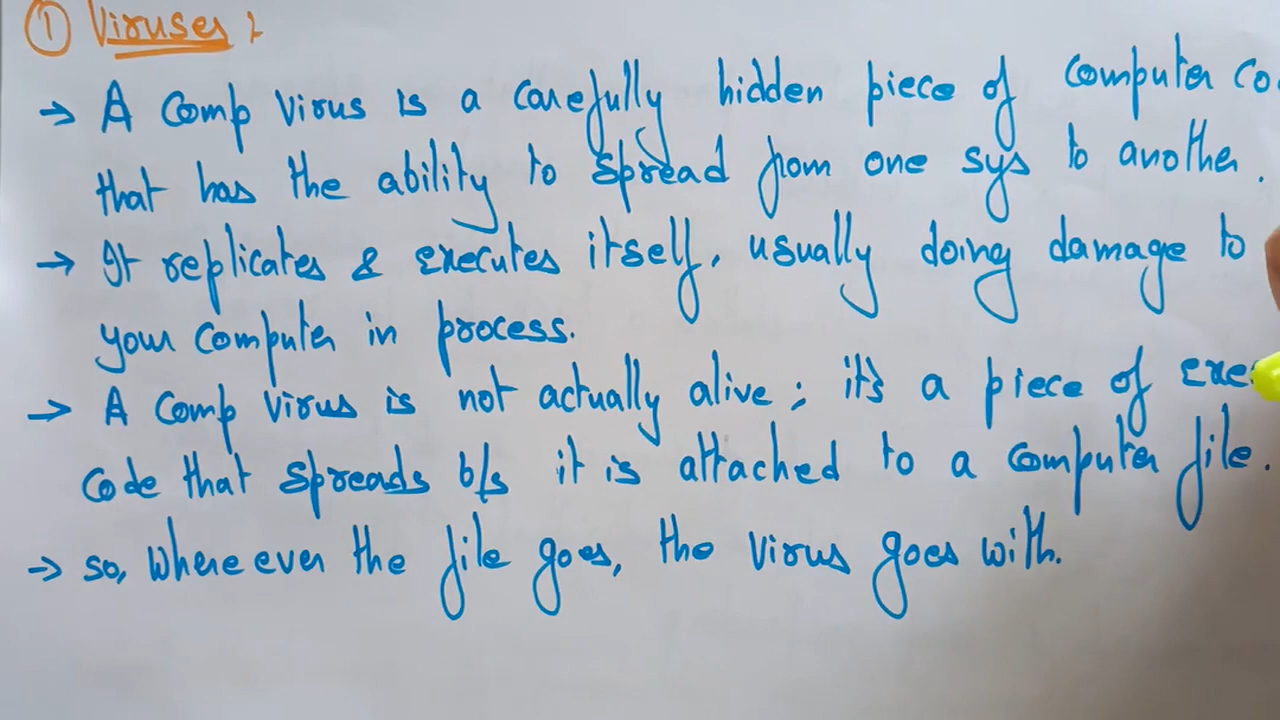 ① Viruses :
→ A Comp Virus is a carefully hidden piece of computer co
that has the ability to spread from one sys to another.
→ It replicates & executes itself, usually doing damage to
your computer in process.
→ A comp virus is not actually alive; it's a piece of exe
code that spreads b/s it is attached to a computer file.
→ so, Where ever the file goes, the virus goes with.